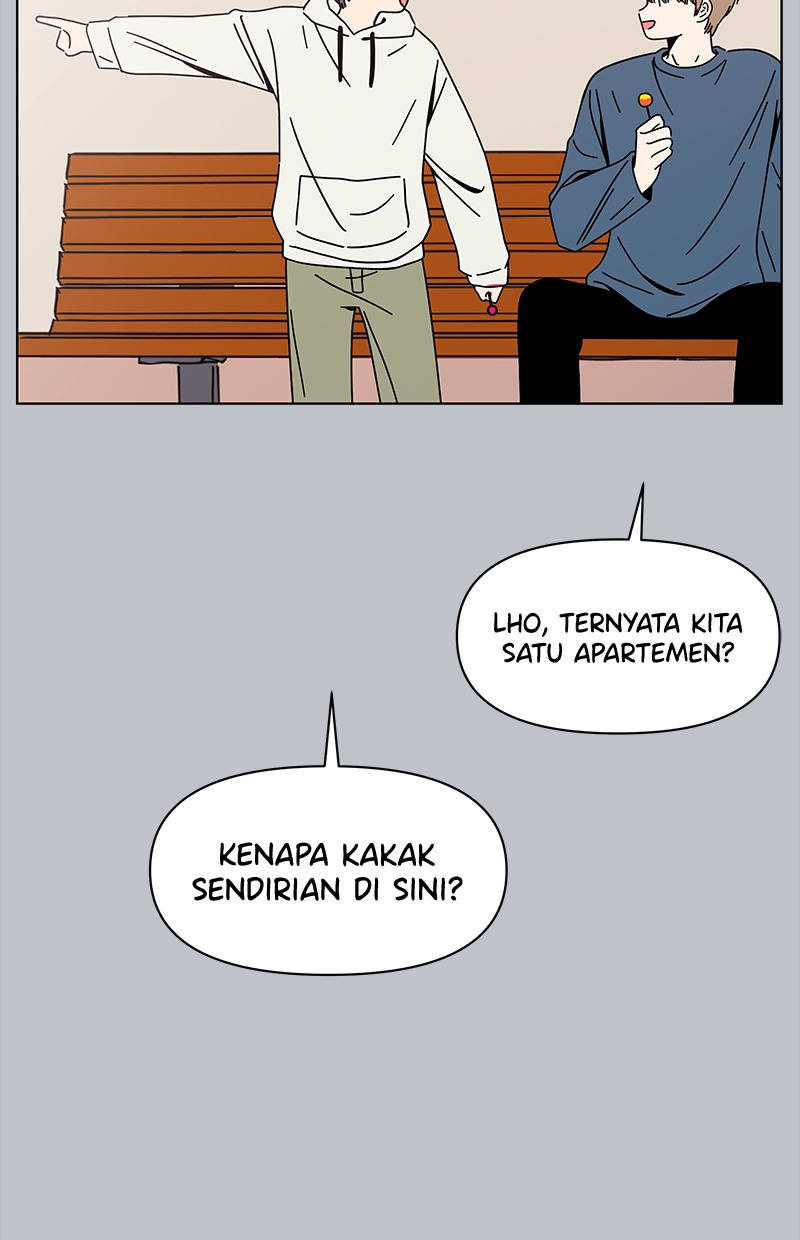 LHO, TERNYATA KITA
SATU APARTEMEN?
KENAPA KAKAK
SENDIRIAN DI SINI?